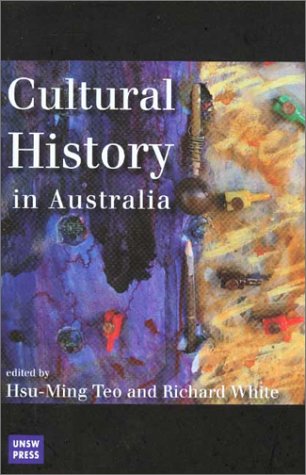 Cultural
History
in Australia
edited by
Hsu-Ming Teo and Richard White
UNSW
PRESS